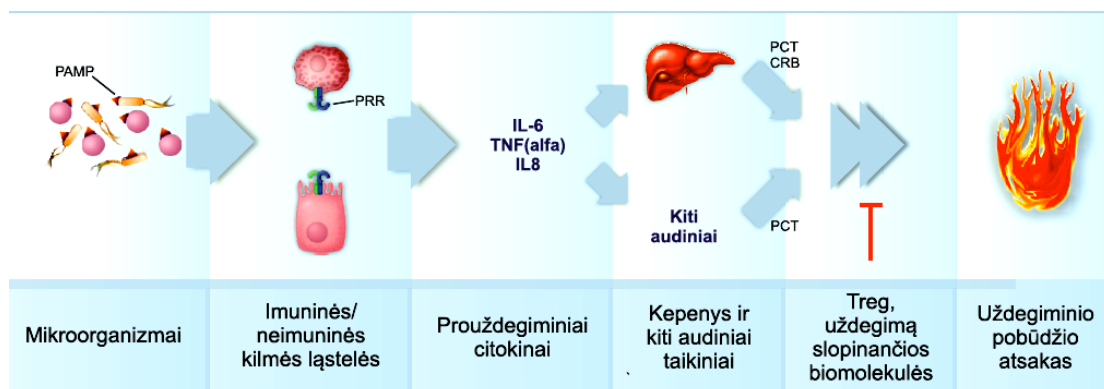 PAMP
PRR
IL-6
TNF(alfa)
IL8
PCT
CRB
Kiti
audiniai
PCT
Mikroorganizmai
Imuninės/
neimuninės
kilmės ląstelės
Prouždegiminiai
citokinai
Kepenys ir
kiti audiniai
taikiniai
Treg,
uždegimą
slopinančios
biomolekulės
Uždegiminio
pobūdžio
atsakas